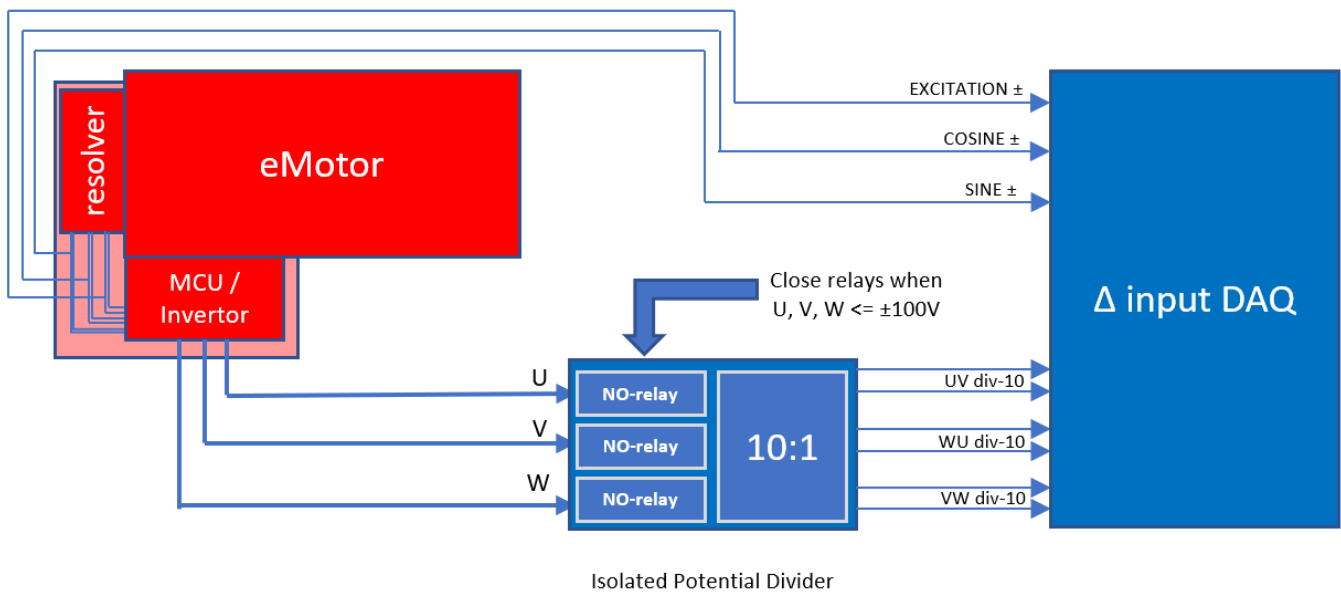 EXCITATION ±
COSINE ±
SINE ±
resolver
eMotor
MCU /
Invertor
Δ input DAQ
Close relays when
U, V, W <= ±100V
U
V
W
NO-relay
NO-relay
NO-relay
10:1
UV div-10
WU div-10
VW div-10
Isolated Potential Divider